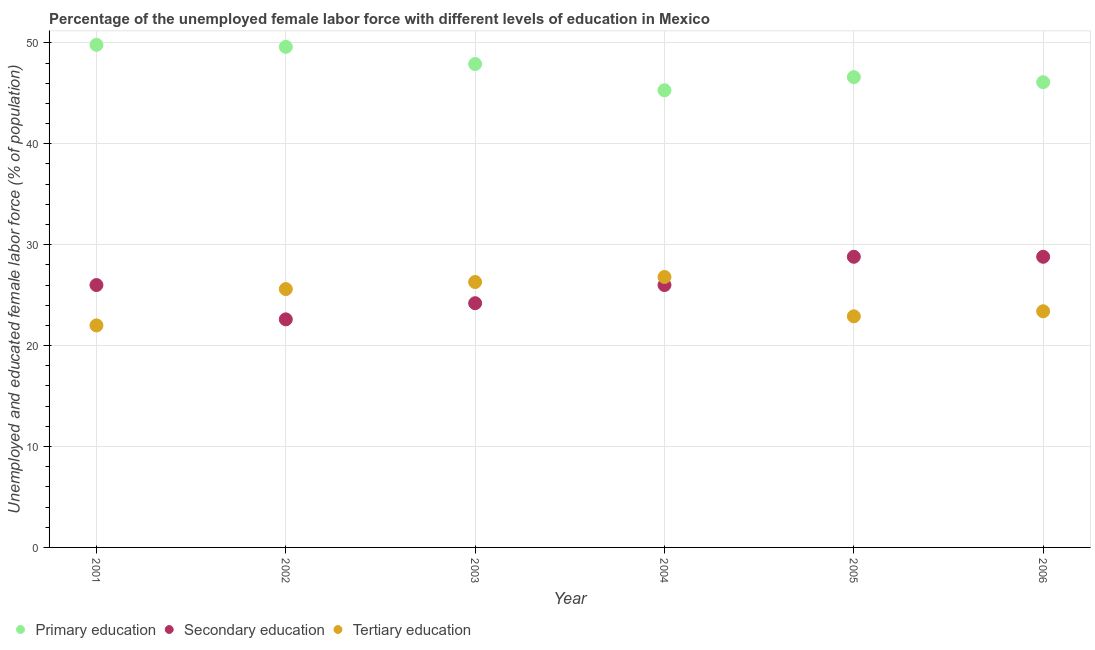 Percentage of the unemployed female labor force with different levels of education in Mexico
Unemployed and educated female labor force (% of population)
50
40
30
20
10
0
2001
2002
2003
2004
2005
2006
Year
Primary education
Secondary education
Tertiary education